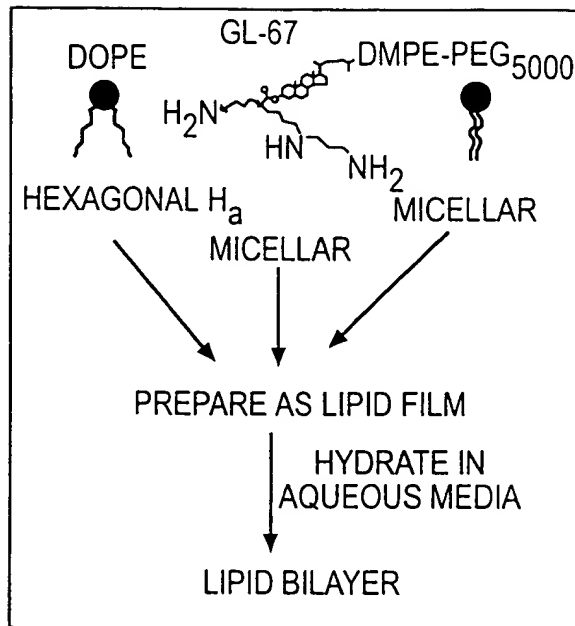 GL-67
DOPE
DMPE-PEG5000
H2N
HN
NH2
HEXAGONAL Ha
MICELLAR
MICELLAR
PREPARE AS LIPID FILM
HYDRATE IN
AQUEOUS MEDIA
LIPID BILAYER